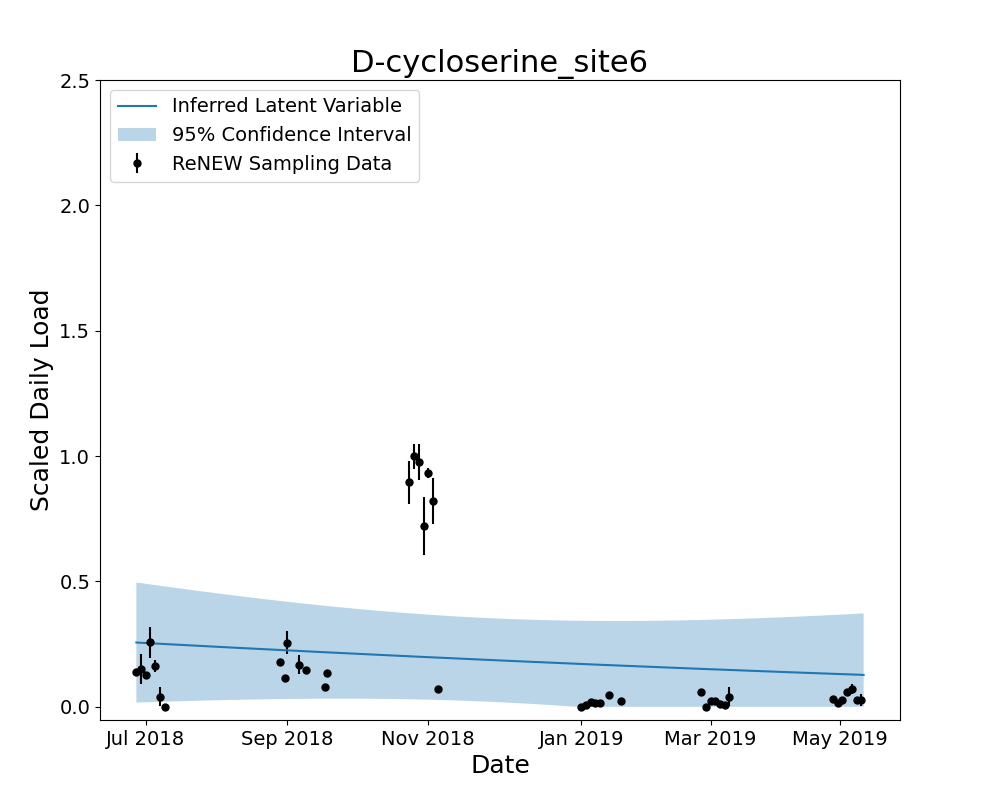 D-cycloserine_site6
2.5
2.0
1.5
1.0
0.5
0.0
Scaled Daily Load
Inferred Latent Variable
95% Confidence Interval
ReNEW Sampling Data
Jul 2018 Sep 2018 Nov 2018 Jan 2019 Mar 2019 May 2019
Date